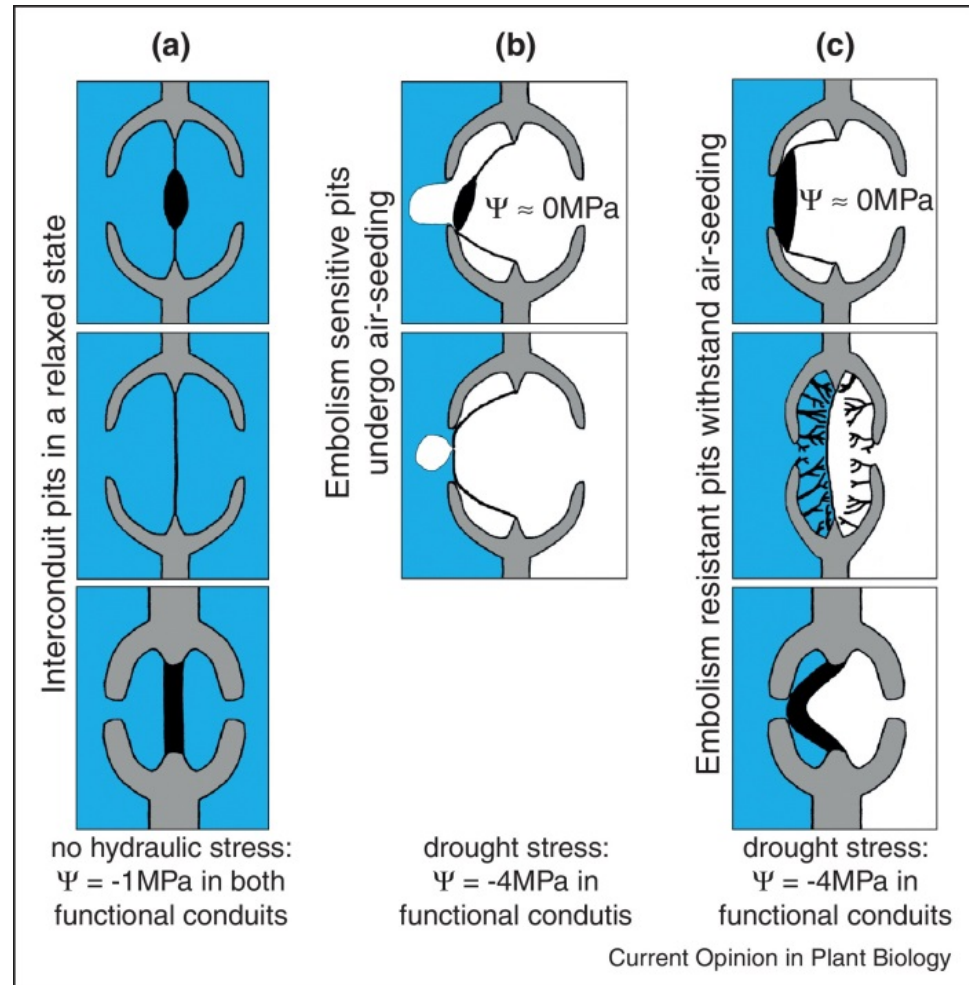 (a)
(b)
(c)
Interconduit pits in a relaxed state
Embolism sensitive pits
undergo air-seeding
Embolism resistant pits withstand air-seeding
Ψ ≈ 0MPa
Ψ ≈ 0MPa
no hydraulic stress:
Ψ = -1MPa in both
functional conduits
drought stress:
Ψ = -4MPa in
functional condutis
drought stress:
Ψ = -4MPa in
functional conduits
Current Opinion in Plant Biology